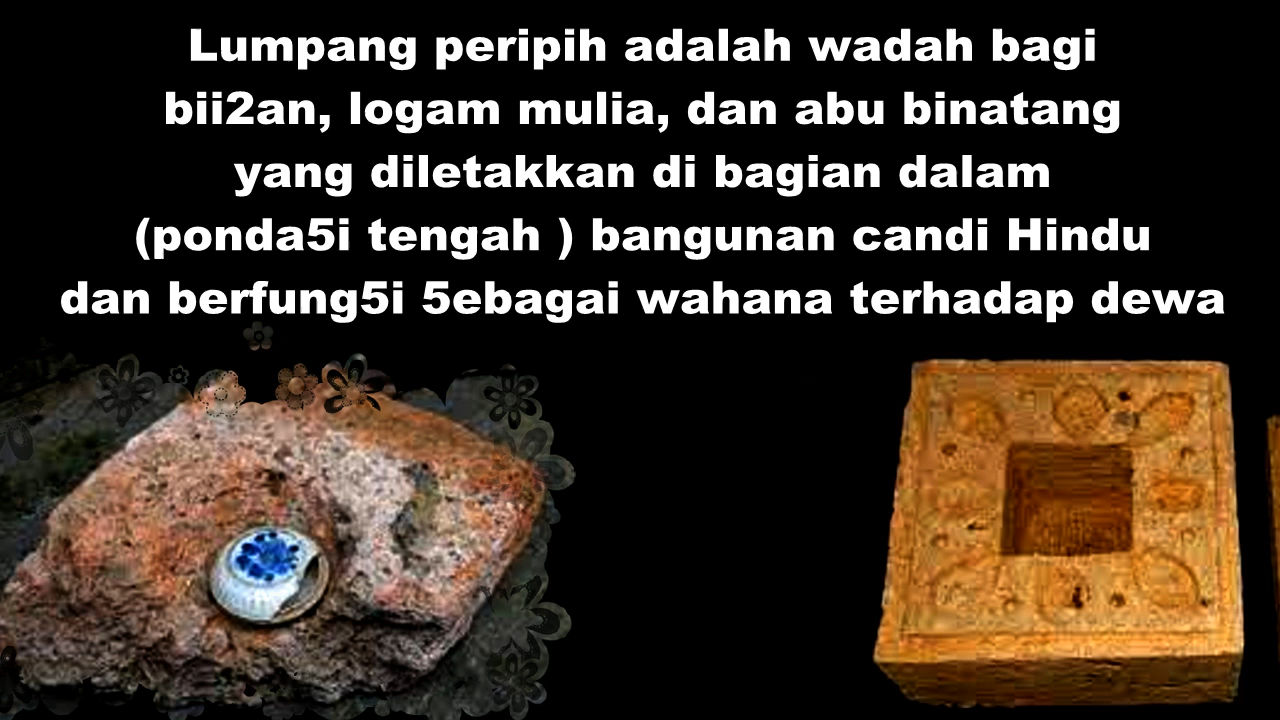 Lumpang peripih adalah wadah bagi
bii2an, logam mulia, dan abu binatang
yang diletakkan di bagian dalam
(ponda5i tengah ) bangunan candi Hindu
dan berfung5i 5ebagai wahana terhadap dewa